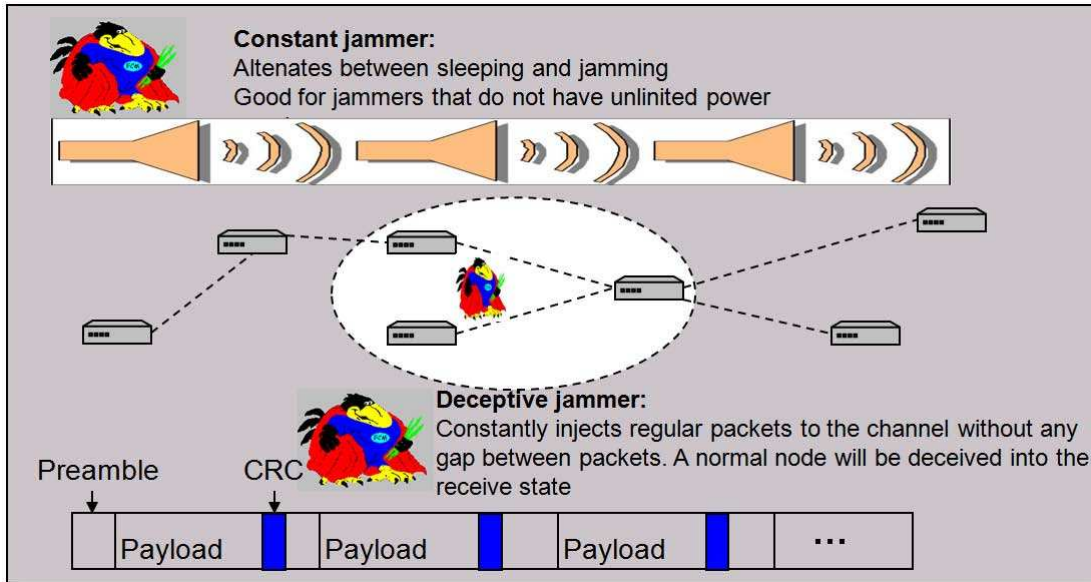 Constant jammer:
Altenates between sleeping and jamming
Good for jammers that do not have unlinited power
Deceptive jammer:
Constantly injects regular packets to the channel without any
gap between packets. A normal node will be deceived into the
receive state
Preamble CRC
Payload Payload Payload ...